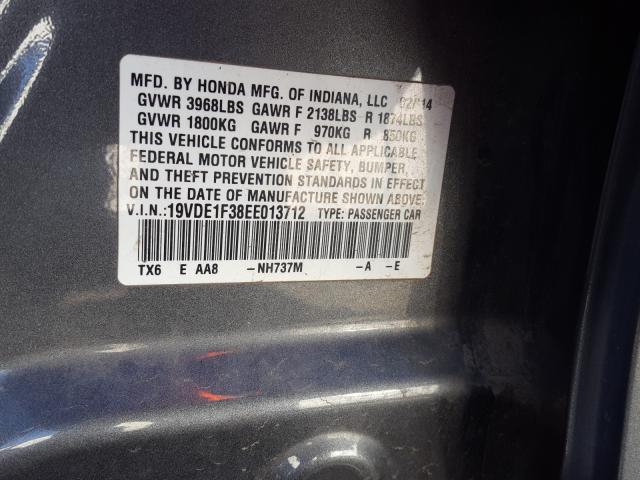 MFD. BY HONDA MFG. OF INDIANA, LLC 02/14
GVWR 3968LBS GAWR F 2138LBS R 1874LBS
GVWR 1800KG GAWR F 970KG R 850KG
THIS VEHICLE CONFORMS TO ALL APPLICABLE
FEDERAL MOTOR VEHICLE SAFETY, BUMPER,
AND THEFT PREVENTION STANDARDS IN EFFECT
ON THE DATE OF MANUFACTURE SHOWN ABOVE.
V.I.N.:19VDE1F38EE013712 TYPE: PASSENGER CAR
TX6 E AA8 -NH737M -A -E